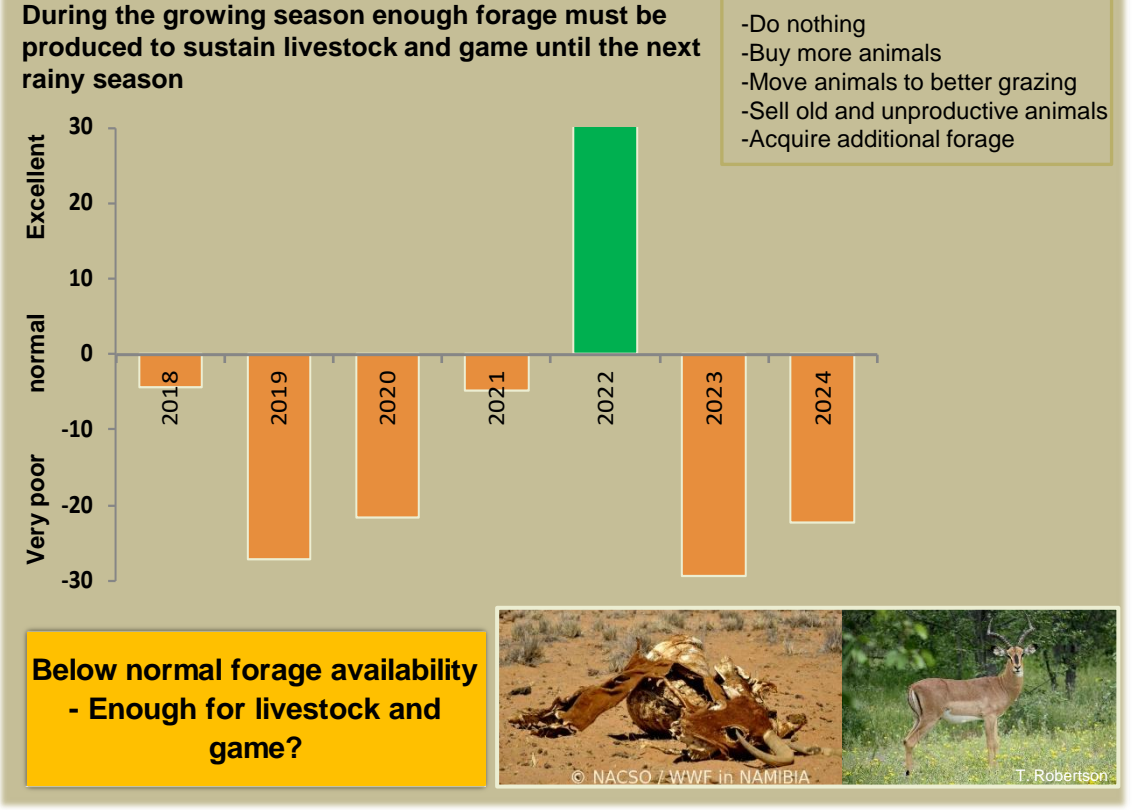 During the growing season enough forage must be
produced to sustain livestock and game until the next
rainy season
-Do nothing
-Buy more animals
-Move animals to better grazing
-Sell old and unproductive animals
-Acquire additional forage
Excellent
normal
Very poor
30
20
10
0
-10
-20
-30
2018
2019
2020
2021
2022
2023
2024
Below normal forage availability
- Enough for livestock and
game?
© NACSO / WWF in NAMIBIA
T. Robertson